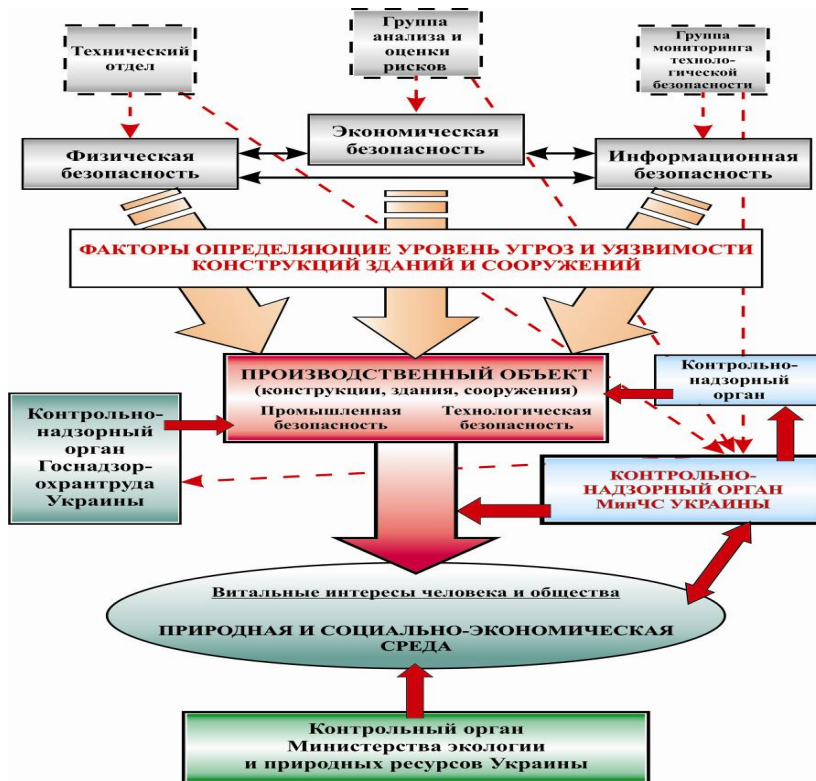 Технический
отдел
Группа
анализа и
оценки
рисков
Группа
мониторинга
техноло-
гической
безопасности
Физическая
безопасность
Экономическая
безопасность
Информационная
безопасность
ФАКТОРЫ ОПРЕДЕЛЯЮЩИЕ УРОВЕНЬ УГРОЗ И УЯЗВИМОСТИ
КОНСТРУКЦИЙ ЗДАНИЙ И СООРУЖЕНИЙ
ПРОИЗВОДСТВЕННЫЙ ОБЪЕКТ
(конструкции, здания, сооружения)
Промышленная
безопасность
Технологическая
безопасность
Контрольно-
надзорный
орган
Контрольно-
надзорный
орган
Госнадзор-
охрантруда
Украины
КОНТРОЛЬНО-
НАДЗОРНЫЙ ОРГАН
МинЧС УКРАИНЫ
Витальные интересы человека и общества
ПРИРОДНАЯ И СОЦИАЛЬНО-ЭКОНОМИЧЕСКАЯ
СРЕДА
Контрольный орган
Министерства экологии
и природных ресурсов Украины